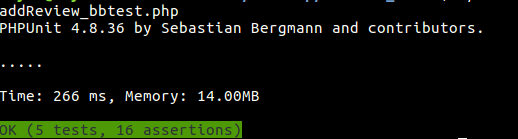 addReview_bbtest.php
PHPUnit 4.8.36 by Sebastian Bergmann and contributors.
.....
Time: 266 ms, Memory: 14.00MB
OK (5 tests, 16 assertions)